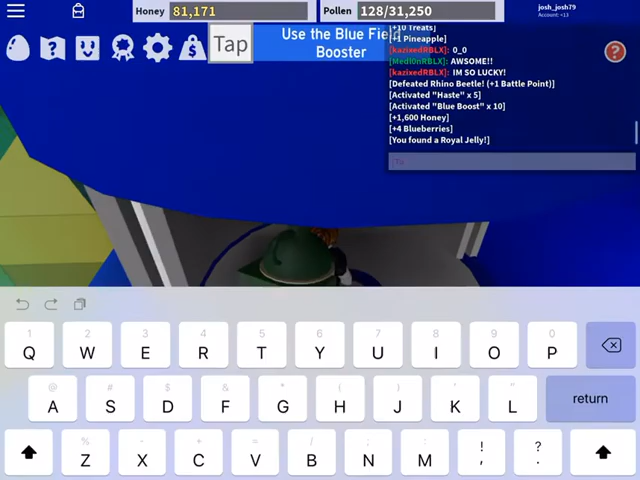 Honey 81,171
Pollen 128/31,250
josh_josh79
Account: <13
Tap
Use the Blue Field
Booster
[+10 Treats]
[+1 Pineapple]
[kazixedRBLX]: 0_0
[Medl0nRBLX]: AWSOME!!
[kazixedRBLX]: IM SO LUCKY!
[Defeated Rhino Beetle! (+1 Battle Point)]
[Activated "Haste" x 5]
[Activated "Blue Boost" x 10]
[+1,600 Honey]
[+4 Blueberries]
[You found a Royal Jelly!]
?
1 2 3 4 5 6 7 8 9 0
Q W E R T Y U I O P
@ # $ & * ( ) ' "
A S D F G H J K L
return
% - + = / ; : ! ?
Z X C V B N M , .